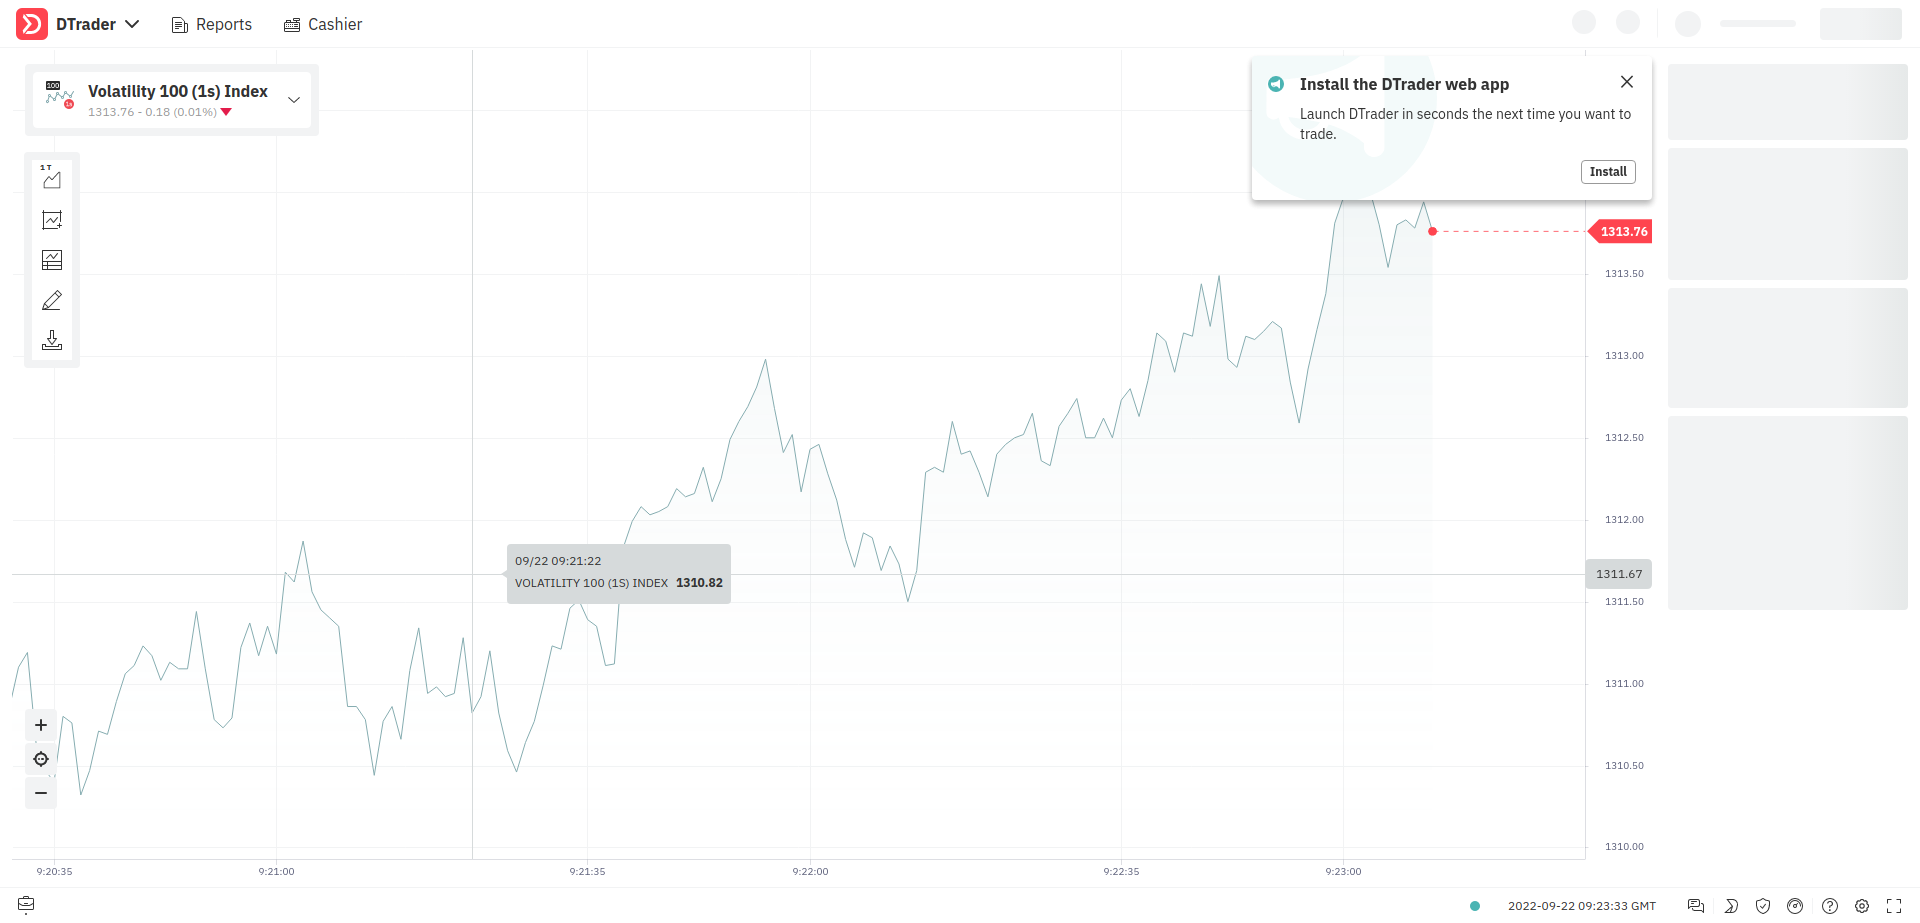 DTrader
Reports
Cashier
100
1s
Volatility 100 (1s) Index
1313.76 - 0.18 (0.01%)
Install the DTrader web app
Launch DTrader in seconds the next time you want to
trade.
Install
1 T
1313.76
1313.50
1313.00
1312.50
1312.00
1311.67
1311.50
1311.00
1310.50
1310.00
09/22 09:21:22
VOLATILITY 100 (1S) INDEX 1310.82
9:20:35
9:21:00
9:21:35
9:22:00
9:22:35
9:23:00
2022-09-22 09:23:33 GMT